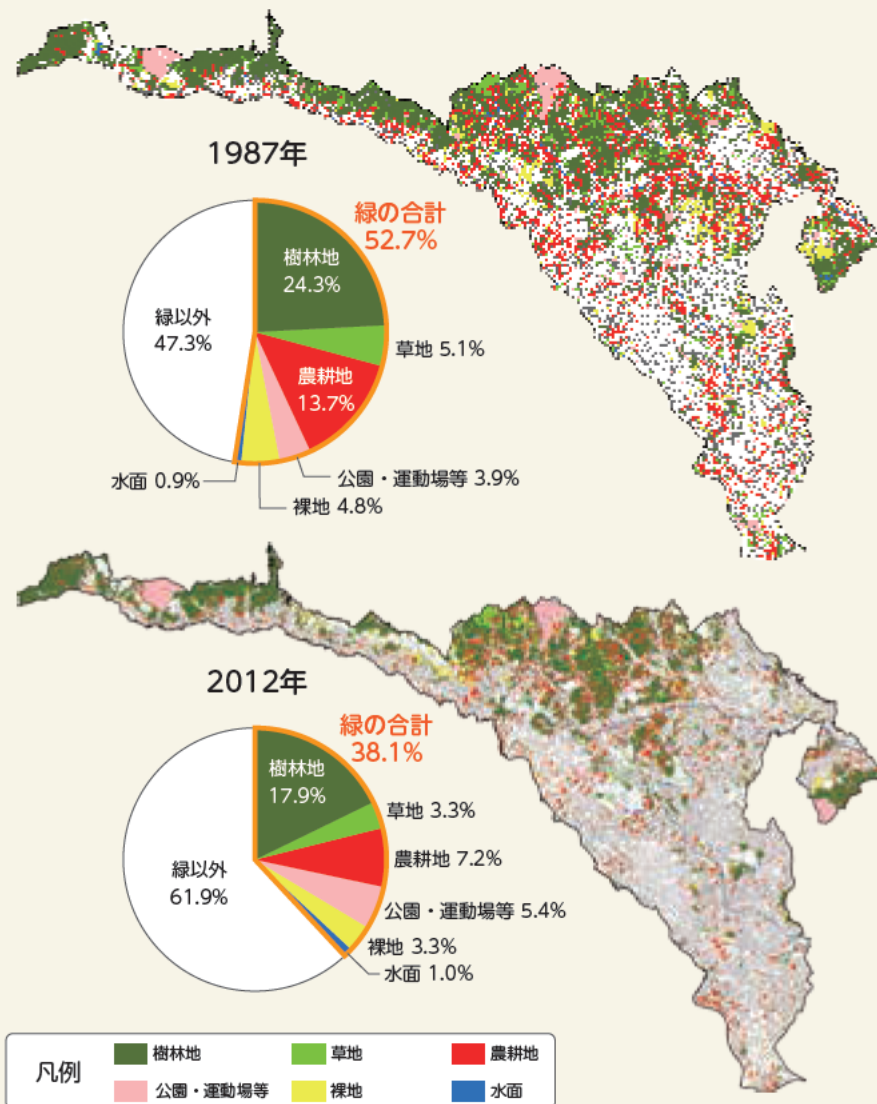 1987年
緑の合計
52.7%
樹林地
24.3%
緑以外
47.3%
草地 5.1%
農耕地
13.7%
水面 0.9%
公園・運動場等 3.9%
裸地 4.8%
2012年
緑の合計
38.1%
樹林地
17.9%
草地 3.3%
緑以外
61.9%
農耕地 7.2%
公園・運動場等 5.4%
裸地 3.3%
水面 1.0%
凡例
樹林地
草地
農耕地
公園・運動場等
裸地
水面